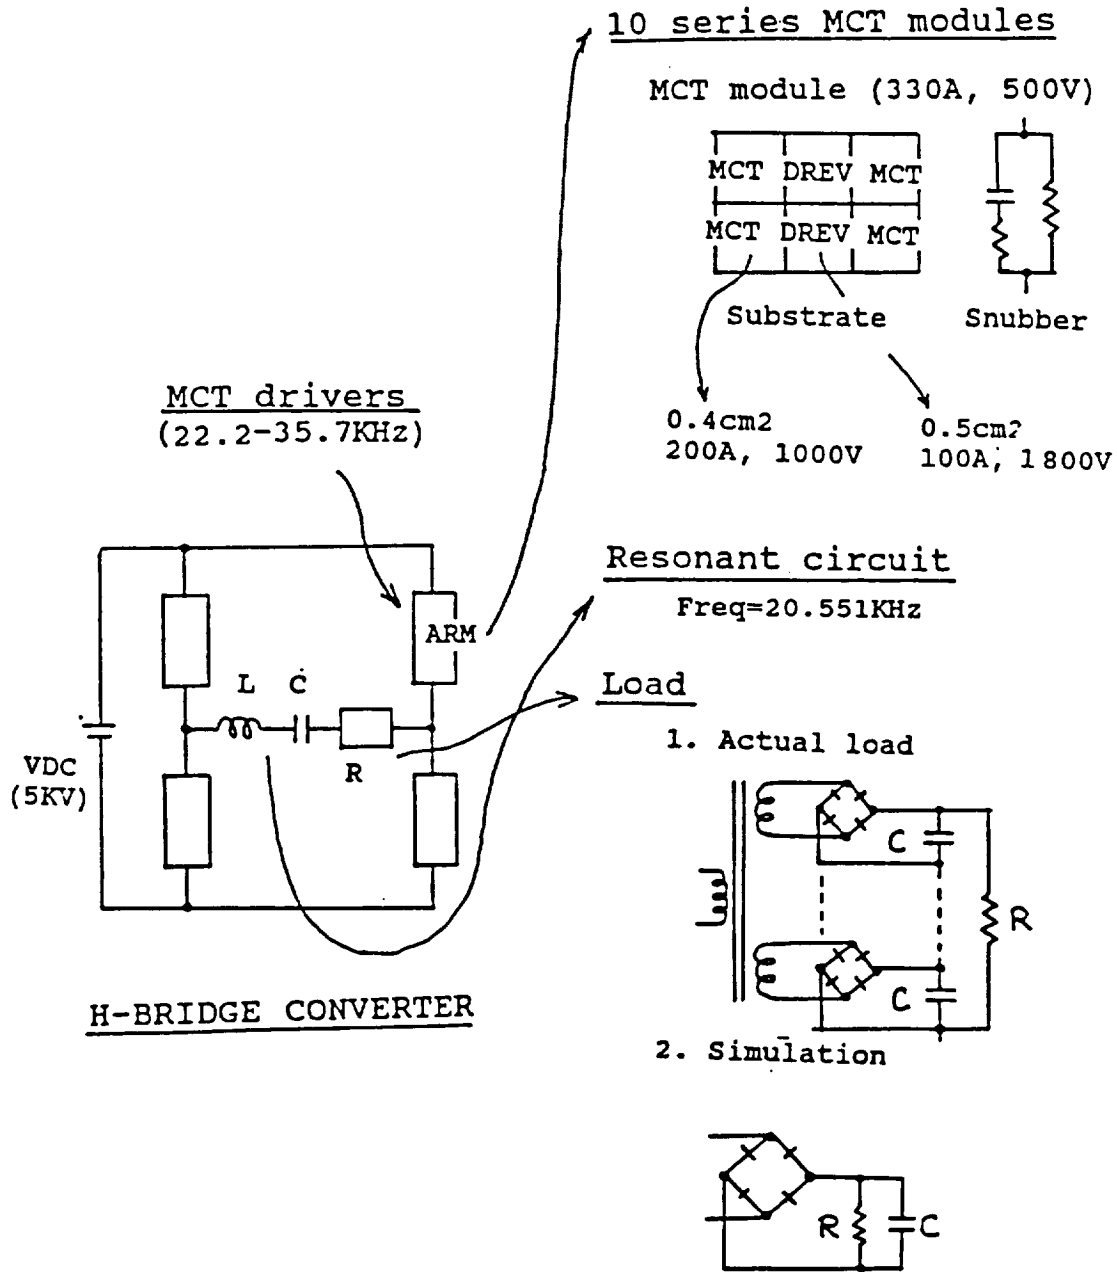 10 series MCT modules
MCT module (330A, 500V)
MCT DREV MCT
MCT DREV MCT
Substrate
Snubber
0.4cm2
200A, 1000V
0.5cm2
100A, 1800V
MCT drivers
(22.2-35.7KHz)
ARM
L C
R
VDC
(5KV)
H-BRIDGE CONVERTER
Resonant circuit
Freq=20.551KHz
Load
1. Actual load
C
R
C
2. Simulation
R C